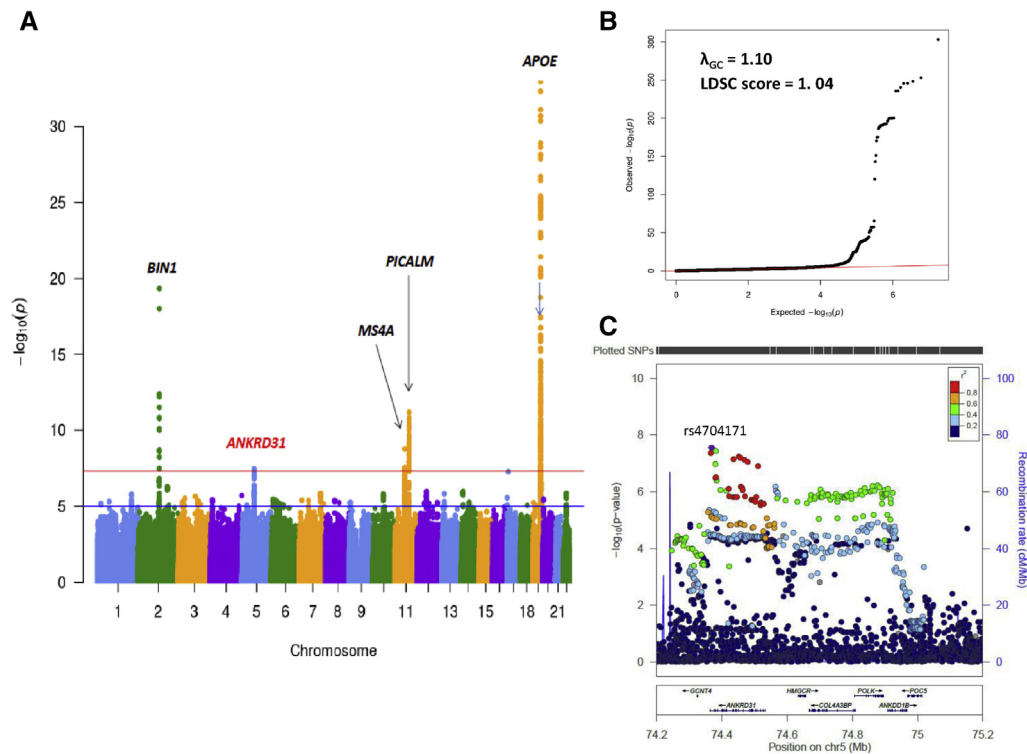 A
APOE
30
25
20
15
10
5
0
−log10(p)
BIN1
PICALM
MS4A
ANKRD31
1 2 3 4 5 6 7 8 9 11 13 15 18 21
Chromosome
B
λGC = 1.10
LDSC score = 1. 04
300
250
200
150
100
50
0
Observed −log10(p)
0 2 4 6
Expected −log10(p)
C
Plotted SNPs
10
8
6
4
2
0
−log10(p−value)
rs4704171
r2
0.8
0.6
0.4
0.2
100
80
60
40
20
0
Recombination rate (cM/Mb)
GCNT4 HMGCR POLK POC5
ANKRD31 COL4A3BP ANKDD1B
74.2 74.4 74.6 74.8 75 75.2
Position on chr5 (Mb)